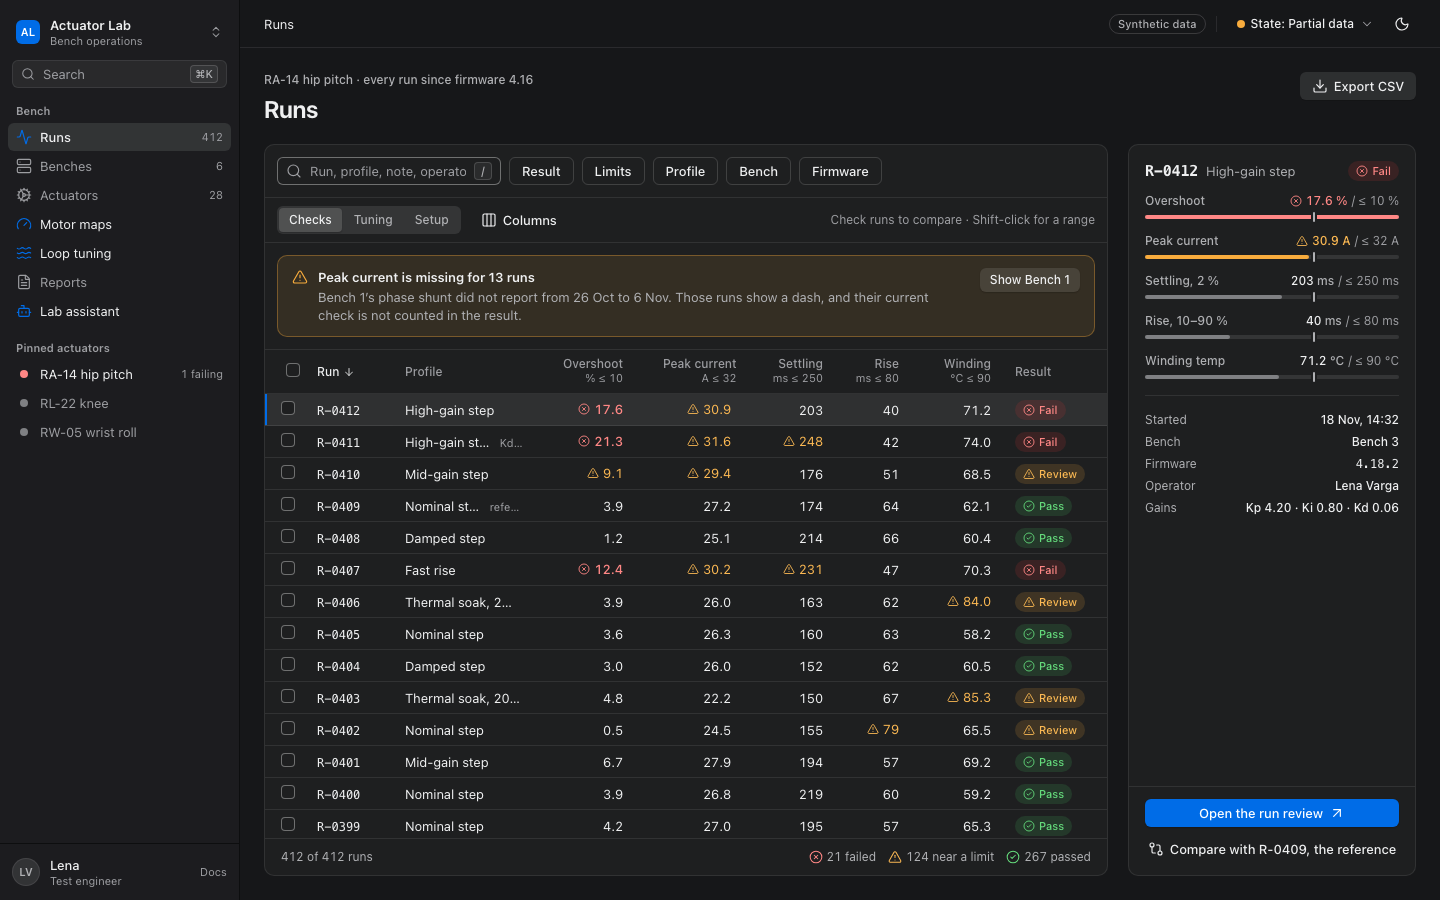 AL
Actuator Lab
Bench operations
Search ⌘K
Bench
Runs 412
Benches 6
Actuators 28
Motor maps
Loop tuning
Reports
Lab assistant
Pinned actuators
RA-14 hip pitch 1 failing
RL-22 knee
RW-05 wrist roll
LV
Lena
Test engineer
Docs
Runs
Synthetic data
State: Partial data
RA-14 hip pitch · every run since firmware 4.16
Runs
Export CSV
Run, profile, note, operato /
Result
Limits
Profile
Bench
Firmware
Checks Tuning Setup
Columns
Check runs to compare · Shift-click for a range
Peak current is missing for 13 runs
Bench 1's phase shunt did not report from 26 Oct to 6 Nov. Those runs show a dash, and their current
check is not counted in the result.
Show Bench 1
Run ↓ Profile Overshoot Peak current Settling Rise Winding Result
% ≤ 10 A ≤ 32 ms ≤ 250 ms ≤ 80 °C ≤ 90
R-0412 High-gain step 17.6 30.9 203 40 71.2 Fail
R-0411 High-gain st... Kd... 21.3 31.6 248 42 74.0 Fail
R-0410 Mid-gain step 9.1 29.4 176 51 68.5 Review
R-0409 Nominal st... refe... 3.9 27.2 174 64 62.1 Pass
R-0408 Damped step 1.2 25.1 214 66 60.4 Pass
R-0407 Fast rise 12.4 30.2 231 47 70.3 Fail
R-0406 Thermal soak, 2... 3.9 26.0 163 62 84.0 Review
R-0405 Nominal step 3.6 26.3 160 63 58.2 Pass
R-0404 Damped step 3.0 26.0 152 62 60.5 Pass
R-0403 Thermal soak, 20... 4.8 22.2 150 67 85.3 Review
R-0402 Nominal step 0.5 24.5 155 79 65.5 Review
R-0401 Mid-gain step 6.7 27.9 194 57 69.2 Pass
R-0400 Nominal step 3.9 26.8 219 60 59.2 Pass
R-0399 Nominal step 4.2 27.0 195 57 65.3 Pass
412 of 412 runs
21 failed 124 near a limit 267 passed
R-0412 High-gain step Fail
Overshoot 17.6 % / ≤ 10 %
Peak current 30.9 A / ≤ 32 A
Settling, 2 % 203 ms / ≤ 250 ms
Rise, 10–90 % 40 ms / ≤ 80 ms
Winding temp 71.2 °C / ≤ 90 °C
Started 18 Nov, 14:32
Bench Bench 3
Firmware 4.18.2
Operator Lena Varga
Gains Kp 4.20 · Ki 0.80 · Kd 0.06
Open the run review
Compare with R-0409, the reference